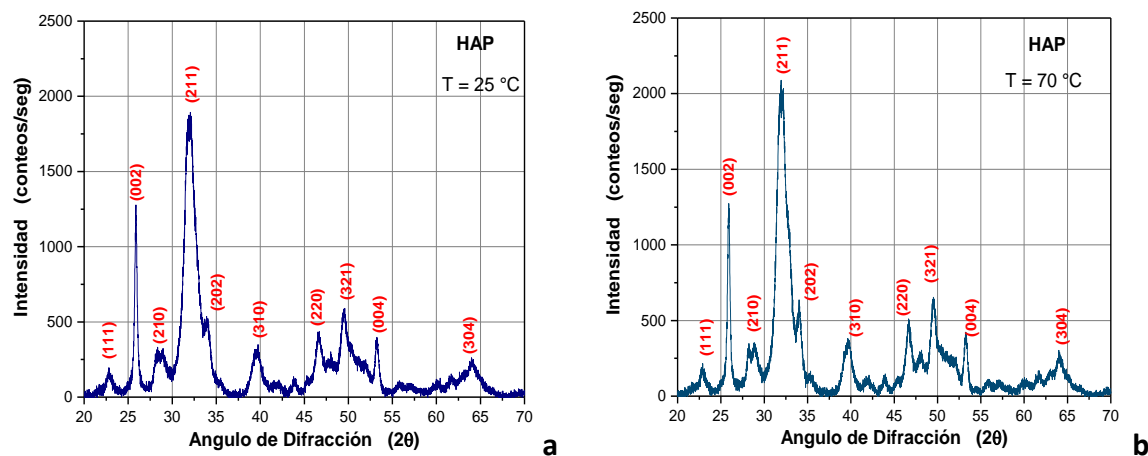 2500
2000
1500
1000
500
0
Intensidad (conteos/seg)
HAP
T = 25 °C
(111)
(002)
(210)
(211)
(202)
(310)
(220)
(321)
(004)
(304)
20 25 30 35 40 45 50 55 60 65 70
Angulo de Difracción (2θ)
a
2500
2000
1500
1000
500
0
Intensidad (conteos/seg)
HAP
T = 70 °C
(111)
(002)
(210)
(211)
(202)
(310)
(220)
(321)
(004)
(304)
20 25 30 35 40 45 50 55 60 65 70
Angulo de Difracción (2θ)
b